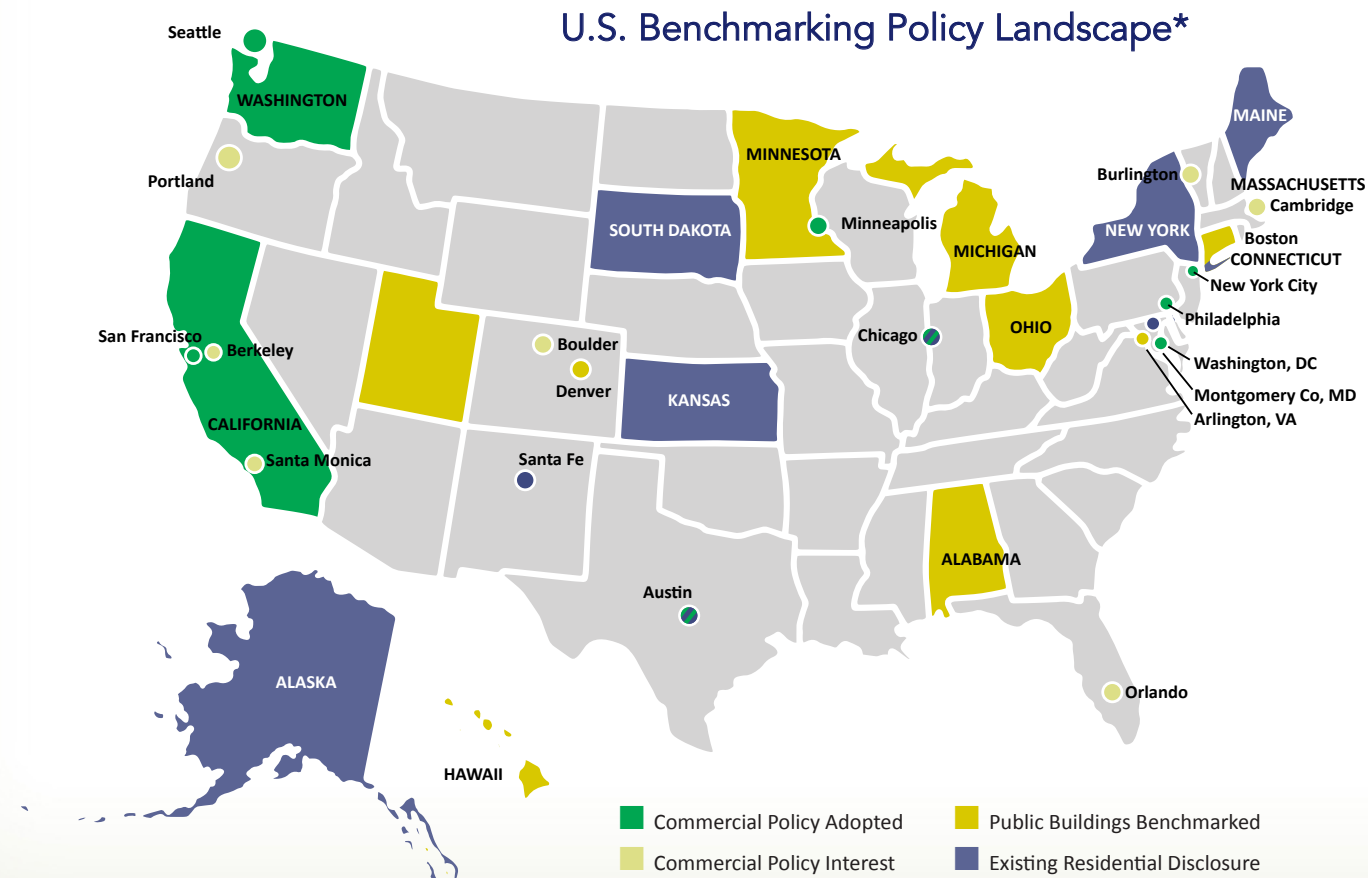 U.S. Benchmarking Policy Landscape*
Seattle
WASHINGTON
MAINE
MINNESOTA
Burlington
Portland
MASSACHUSETTS
Cambridge
SOUTH DAKOTA
Minneapolis
NEW YORK
MICHIGAN
Boston
CONNECTICUT
New York City
San Francisco
Berkeley
Boulder
Denver
Chicago
OHIO
Philadelphia
Washington, DC
KANSAS
Montgomery Co, MD
Arlington, VA
CALIFORNIA
Santa Monica
Santa Fe
ALABAMA
Austin
ALASKA
Orlando
HAWAII
Commercial Policy Adopted
Public Buildings Benchmarked
Commercial Policy Interest
Existing Residential Disclosure